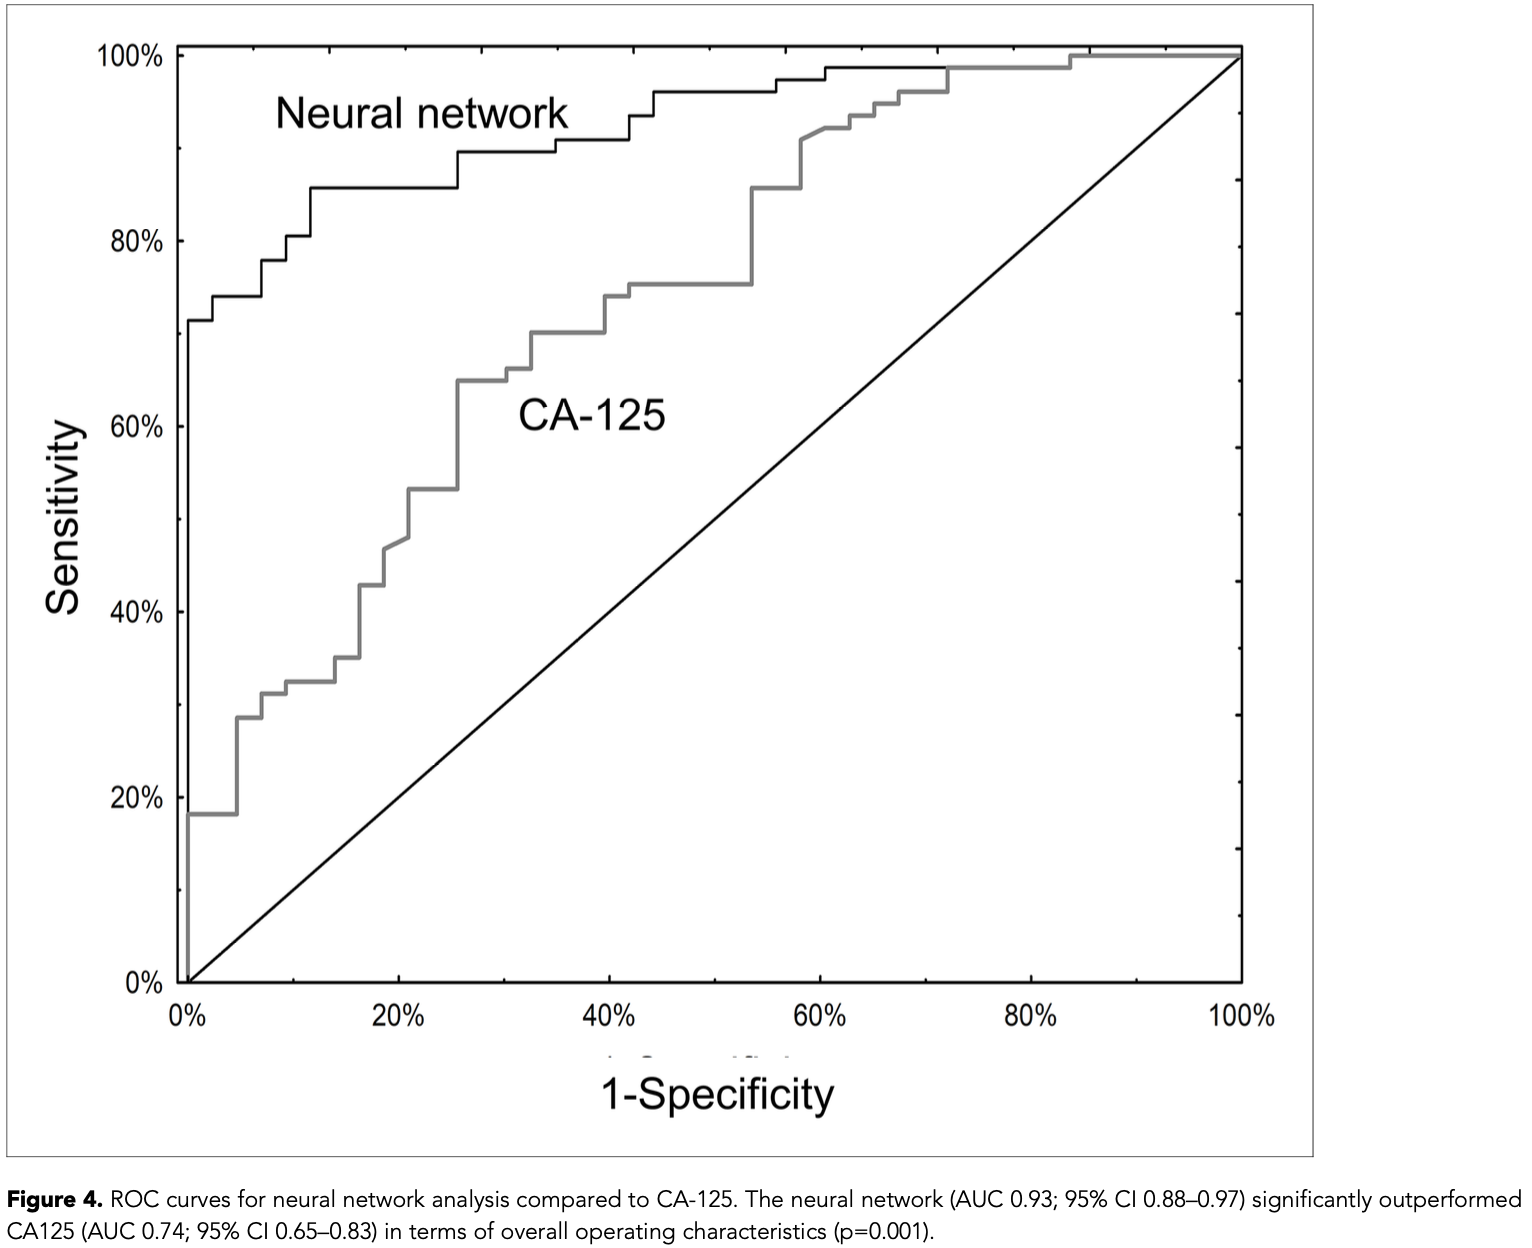 100%
Neural network
80%
CA-125
60%
Sensitivity
40%
20%
0%
0% 20% 40% 60% 80% 100%
1-Specificity
Figure 4. ROC curves for neural network analysis compared to CA-125. The neural network (AUC 0.93; 95% CI 0.88–0.97) significantly outperformed
CA125 (AUC 0.74; 95% CI 0.65–0.83) in terms of overall operating characteristics (p=0.001).